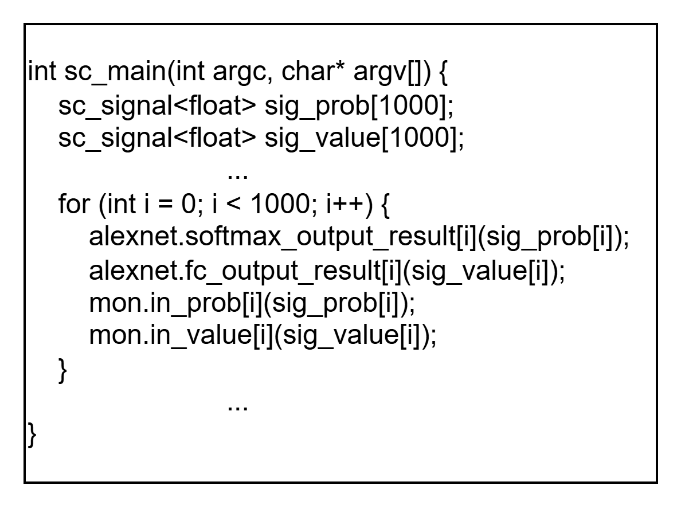 int sc_main(int argc, char* argv[]) {
sc_signal<float> sig_prob[1000];
sc_signal<float> sig_value[1000];
...
for (int i = 0; i < 1000; i++) {
alexnet.softmax_output_result[i](sig_prob[i]);
alexnet.fc_output_result[i](sig_value[i]);
mon.in_prob[i](sig_prob[i]);
mon.in_value[i](sig_value[i]);
}
...
}